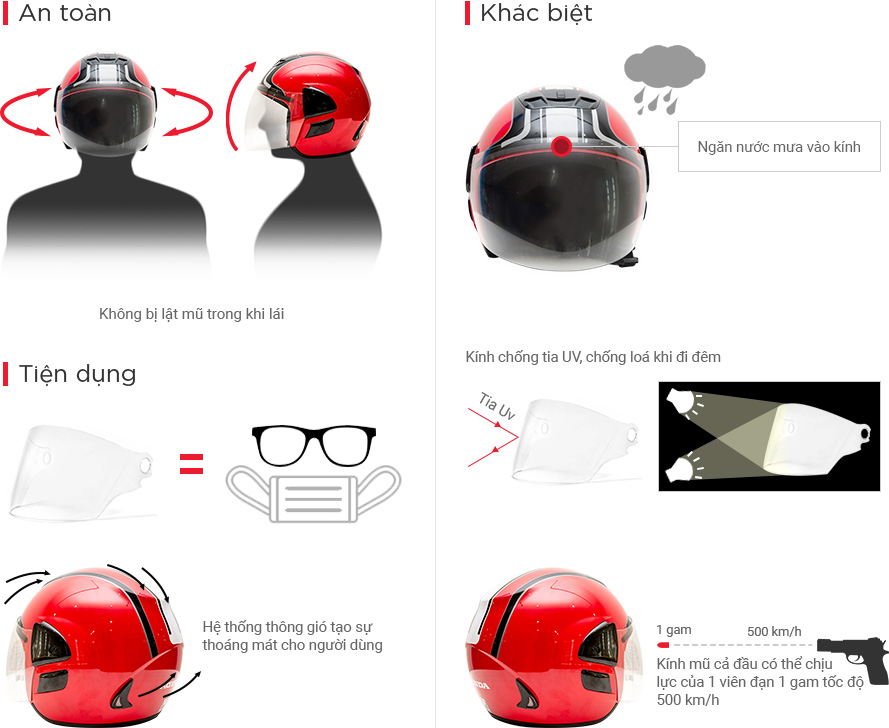 An toàn
Không bị lật mũ trong khi lái
Tiện dụng
Hệ thống thông gió tạo sự
thoáng mát cho người dùng
Khác biệt
Ngăn nước mưa vào kính
Kính chống tia UV, chống loá khi đi đêm
Tia Uv
1 gam
500 km/h
Kính mũ cả đầu có thể chịu
lực của 1 viên đạn 1 gam tốc độ
500 km/h